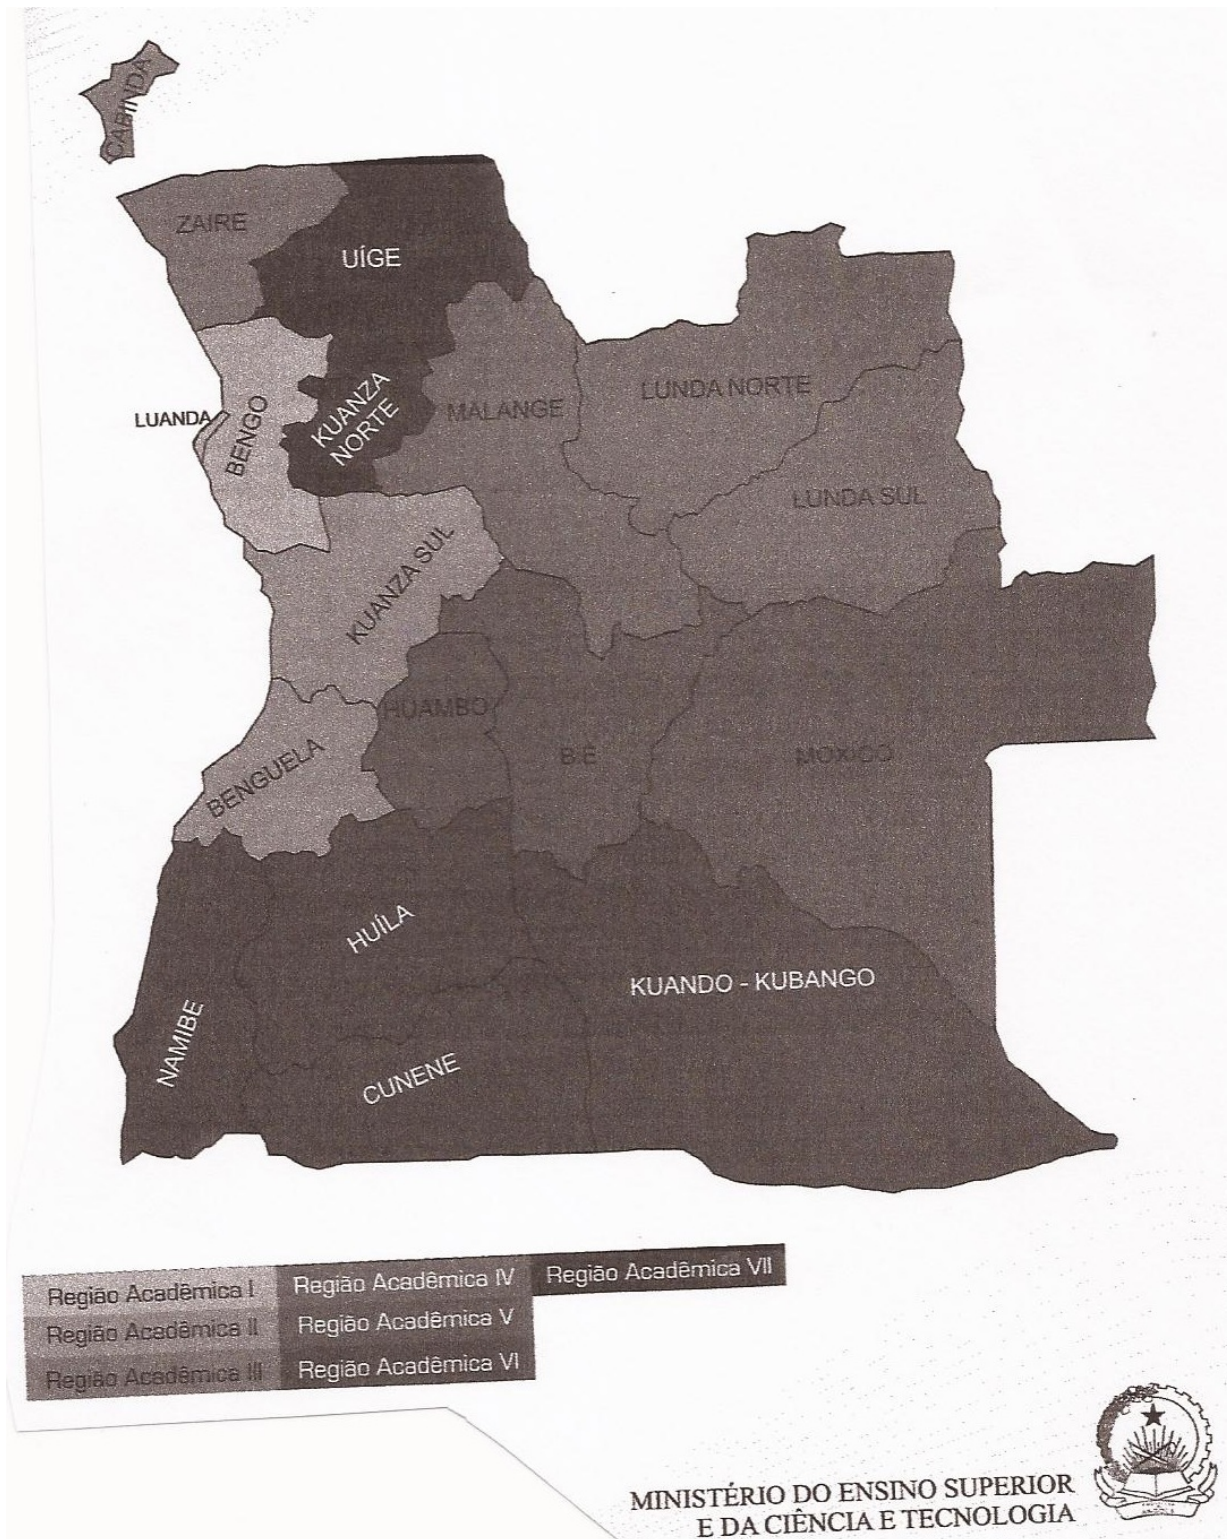 CABINDA
ZAIRE
UÍGE
LUANDA
BENGO
KUANZA
NORTE
MALANGE
LUNDA NORTE
LUNDA SUL
KUANZA SUL
HUAMBO
BIÉ
MOXICO
BENGUELA
HUÍLA
NAMIBE
CUNENE
KUANDO - KUBANGO
Região Acadêmica I
Região Acadêmica II
Região Acadêmica III
Região Acadêmica IV
Região Acadêmica V
Região Acadêmica VI
Região Acadêmica VII
MINISTÉRIO DO ENSINO SUPERIOR
E DA CIÊNCIA E TECNOLOGIA